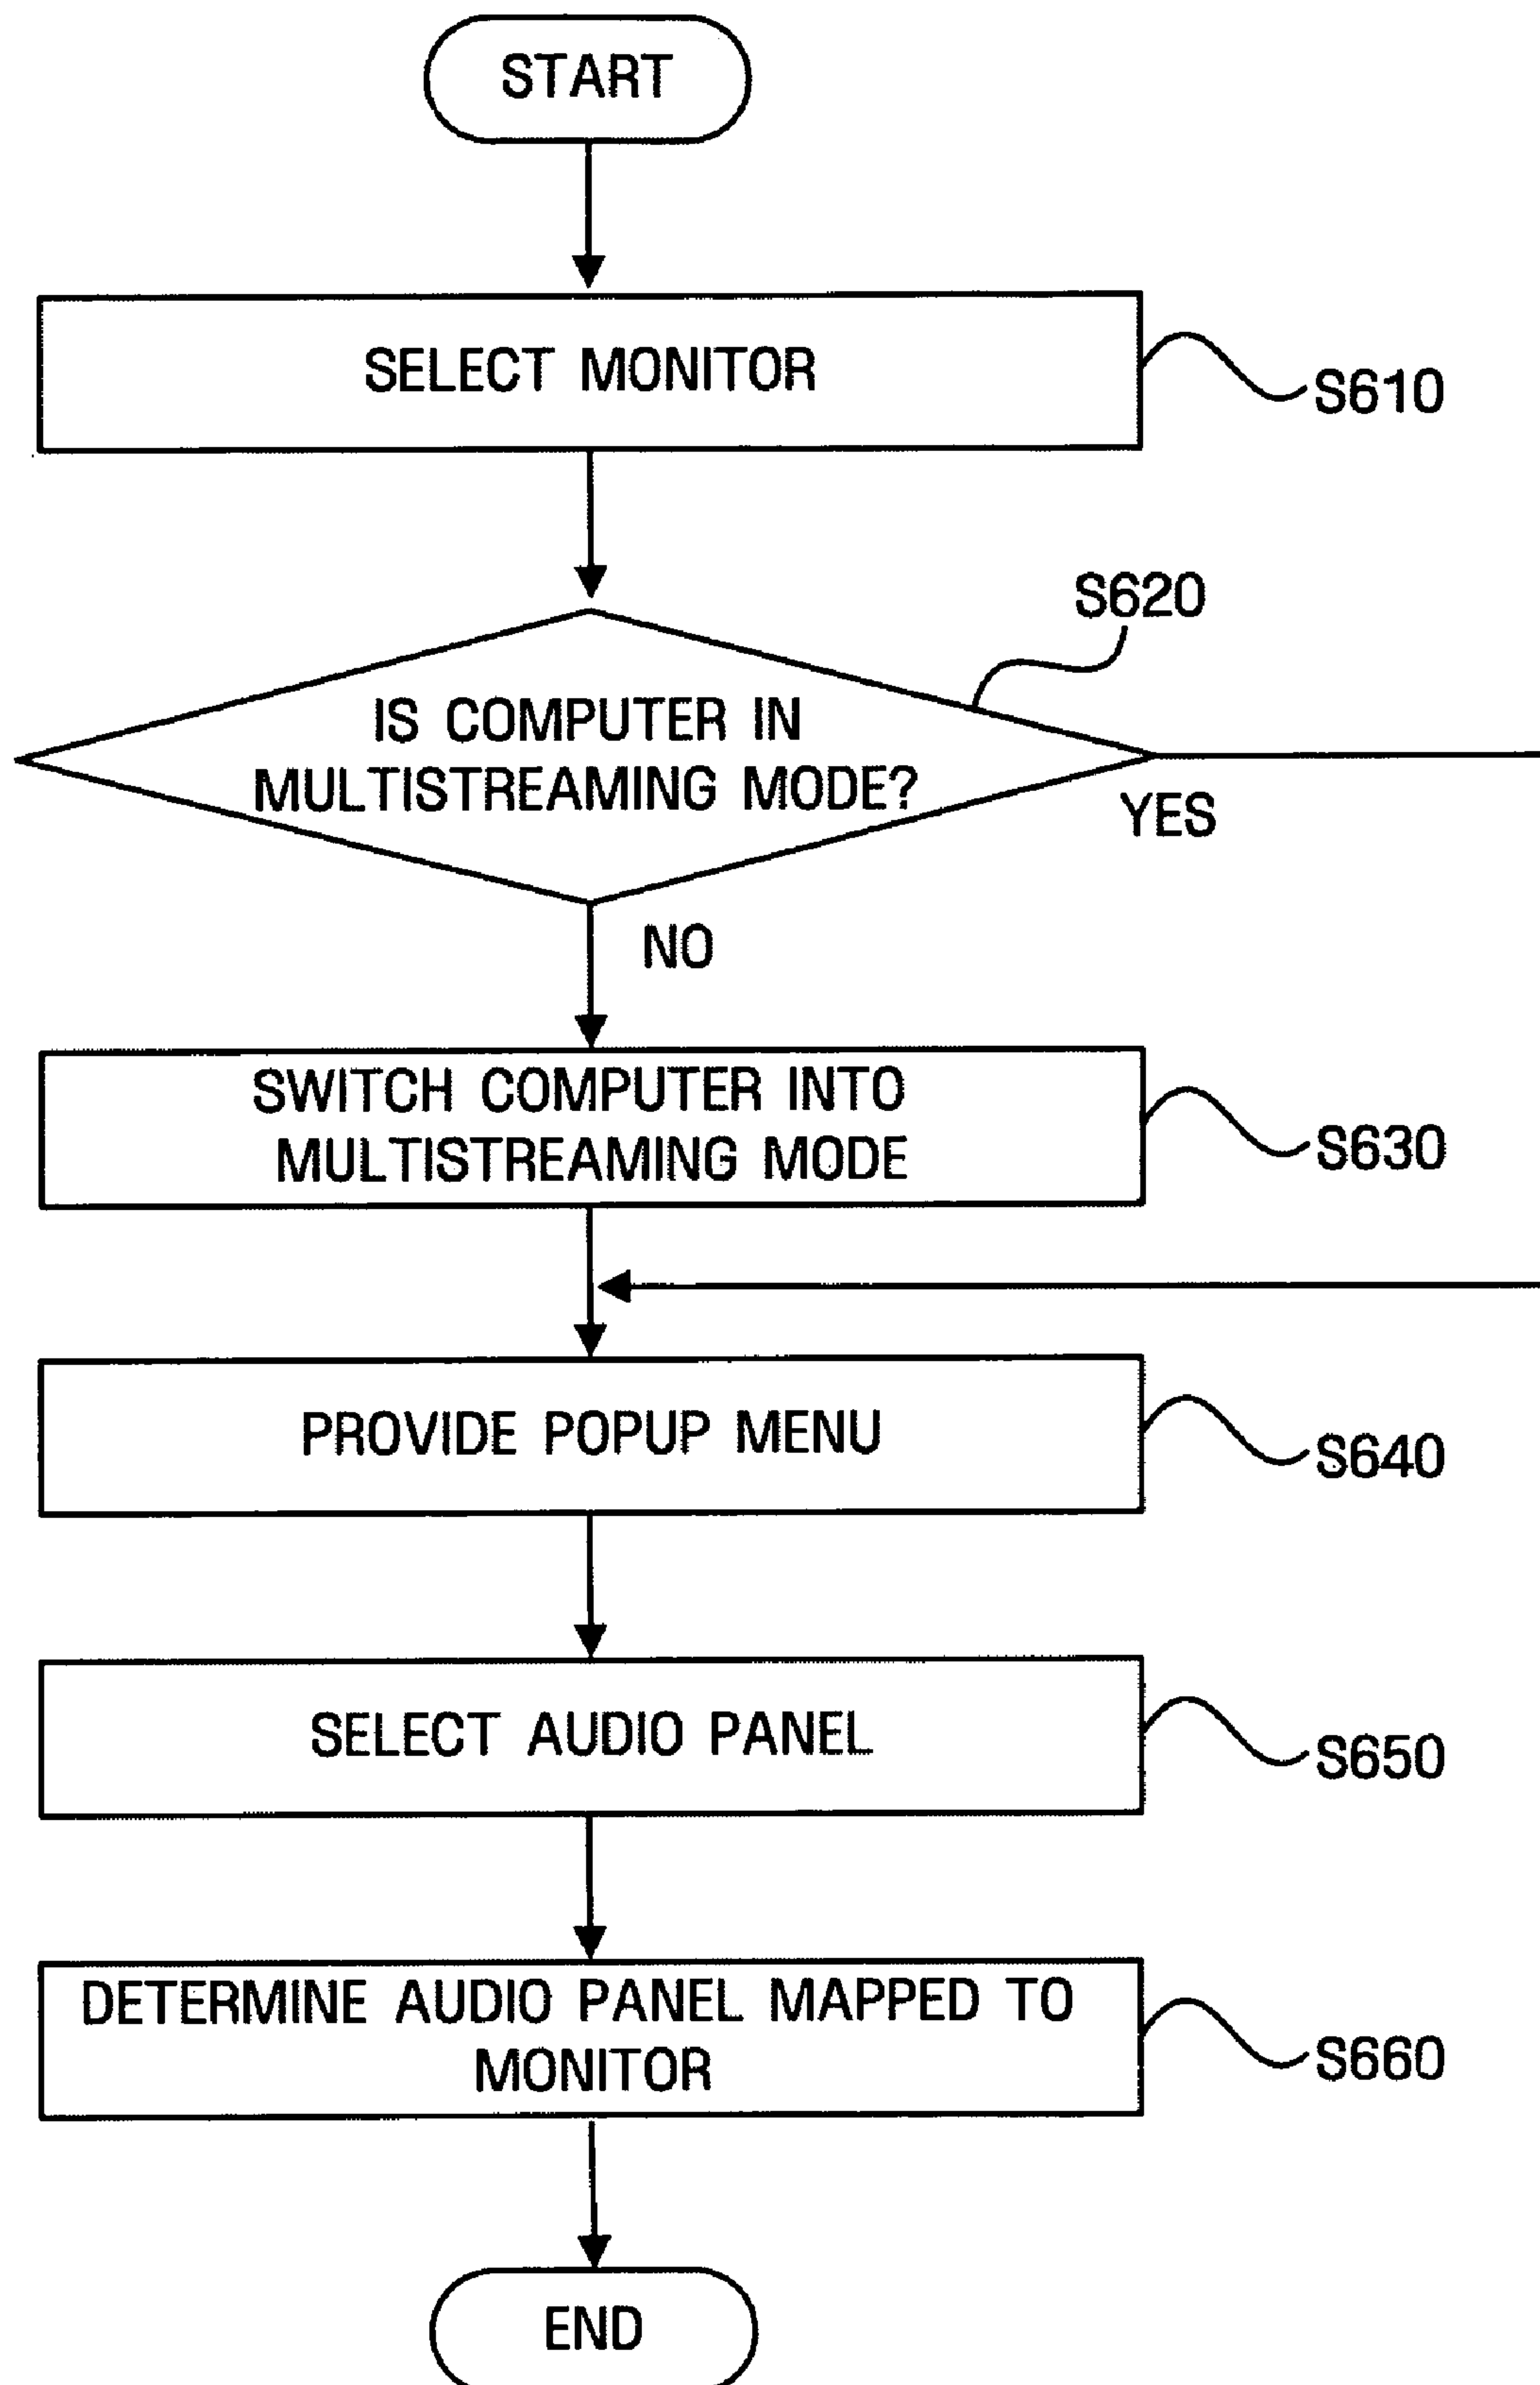 START
SELECT MONITOR
S610
S620
IS COMPUTER IN
MULTISTREAMING MODE?
YES
NO
SWITCH COMPUTER INTO
MULTISTREAMING MODE
S630
PROVIDE POPUP MENU
S640
SELECT AUDIO PANEL
S650
DETERMINE AUDIO PANEL MAPPED TO
MONITOR
S660
END